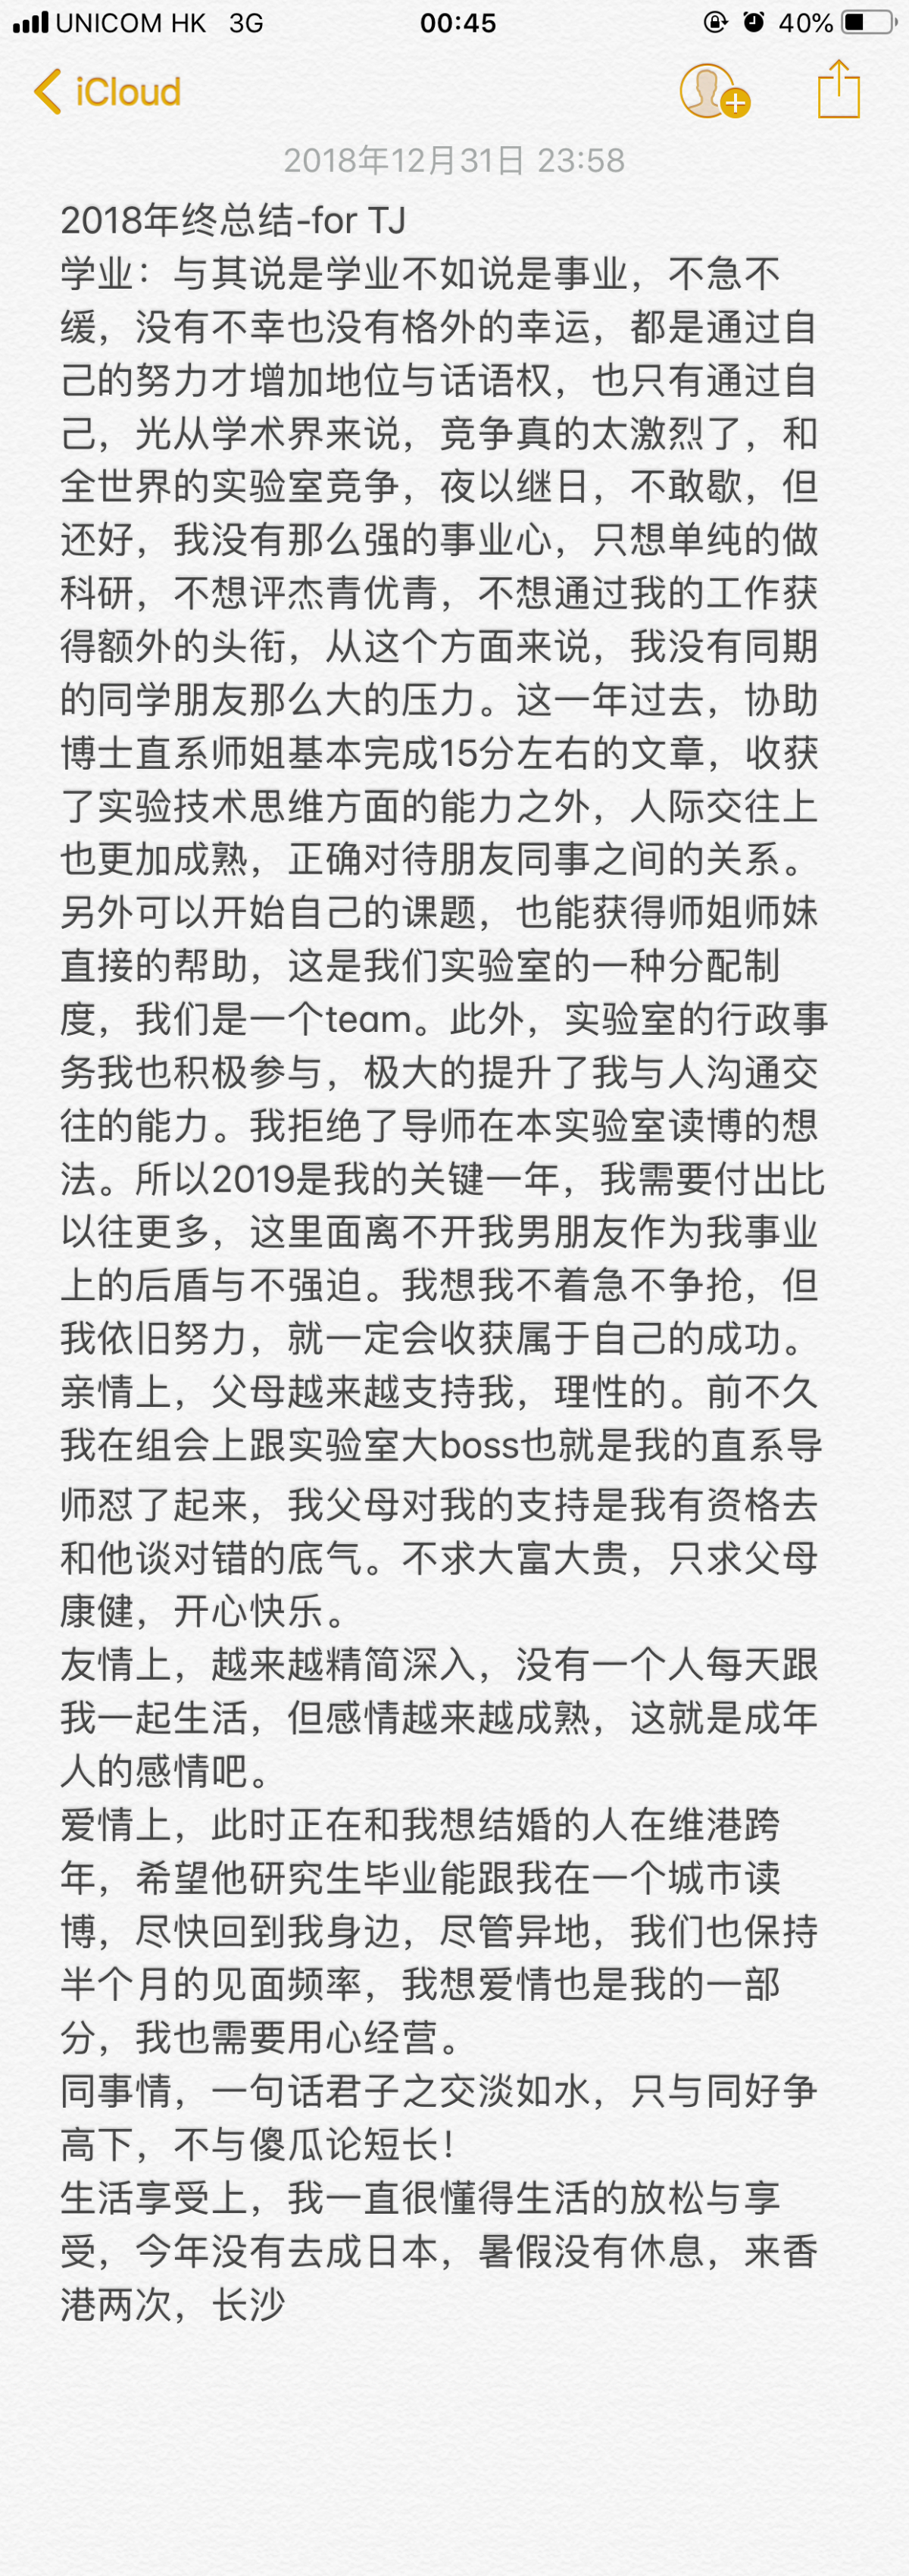 UNICOM HK 3G 00:45 40%
iCloud
2018年12月31日 23:58
2018年终总结-for TJ
学业：与其说是学业不如说是事业，不急不
缓，没有不幸也没有格外的幸运，都是通过自
己的努力才增加地位与话语权，也只有通过自
己，光从学术界来说，竞争真的太激烈了，和
全世界的实验室竞争，夜以继日，不敢歇，但
还好，我没有那么强的事业心，只想单纯的做
科研，不想评杰青优青，不想通过我的工作获
得额外的头衔，从这个方面来说，我没有同期
的同学朋友那么大的压力。这一年过去，协助
博士直系师姐基本完成15分左右的文章，收获
了实验技术思维方面的能力之外，人际交往上
也更加成熟，正确对待朋友同事之间的关系。
另外可以开始自己的课题，也能获得师姐师妹
直接的帮助，这是我们实验室的一种分配制
度，我们是一个team。此外，实验室的行政事
务我也积极参与，极大的提升了我与人沟通交
往的能力。我拒绝了导师在本实验室读博的想
法。所以2019是我的关键一年，我需要付出比
以往更多，这里面离不开我男朋友作为我事业
上的后盾与不强迫。我想我不着急不争抢，但
我依旧努力，就一定会收获属于自己的成功。
亲情上，父母越来越支持我，理性的。前不久
我在组会上跟实验室大boss也就是我的直系导
师怼了起来，我父母对我的支持是我有资格去
和他谈对错的底气。不求大富大贵，只求父母
康健，开心快乐。
友情上，越来越精简深入，没有一个人每天跟
我一起生活，但感情越来越成熟，这就是成年
人的感情吧。
爱情上，此时正在和我想结婚的人在维港跨
年，希望他研究生毕业能跟我在一个城市读
博，尽快回到我身边，尽管异地，我们也保持
半个月的见面频率，我想爱情也是我的一部
分，我也需要用心经营。
同事情，一句话君子之交淡如水，只与同好争
高下，不与傻瓜论短长！
生活享受上，我一直很懂得生活的放松与享
受，今年没有去成日本，暑假没有休息，来香
港两次，长沙